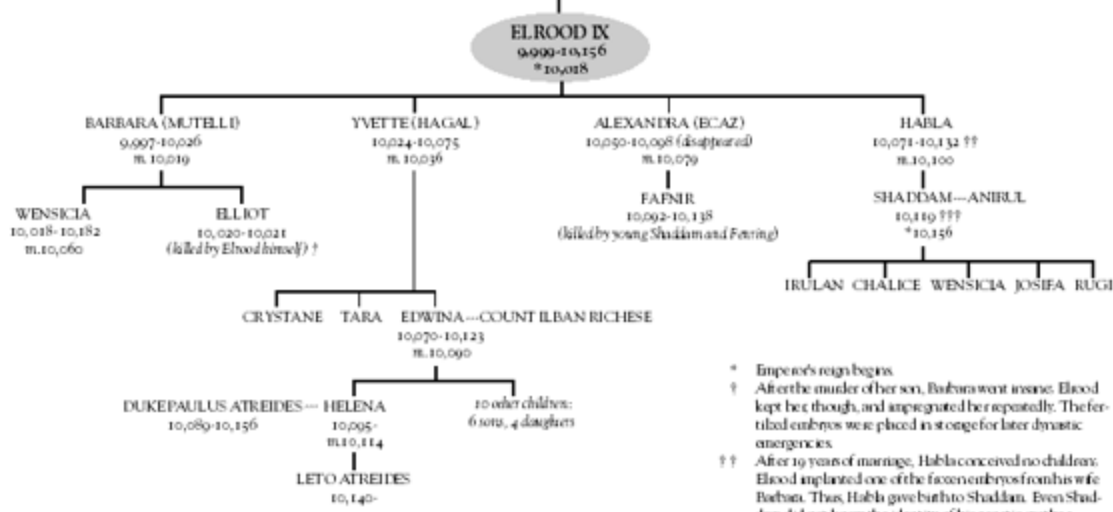 ELROOD IX
9,999-10,156
*10,018
BARBARA (MUTELLI)
9,997-10,026
m. 10,019
YVETTE (HAGAL)
10,024-10,075
m. 10,036
ALEXANDRA (ECAZ)
10,050-10,098 (disappeared)
m.10,079
HABLA
10,071-10,132 ††
m.10,100
WENSICIA
10,018-10,182
m.10,060
ELLIOT
10,020-10,021
(killed by Elrood himself) †
FAFNIR
10,092-10,138
(killed by young Shaddam and Fenring)
SHADDAM---ANIRUL
10,119 †††
*10,156
IRULAN CHALICE WENSICIA JOSIFA RUGI
CRYSTANE TARA EDWINA---COUNT ILBAN RICHESE
10,070-10,123
m.10,090
DUKE PAULUS ATREIDES--- HELENA
10,089-10,156
10,095-
m.10,114
10 other children:
6 sons, 4 daughters
LETO ATREIDES
10,140-
* Emperor's reign begins.
† After the murder of her son, Barbara went insane. Elrood
kept her, though, and impregnated her repeatedly. The fer-
tilized embryos were placed in storage for later dynastic
emergencies.
†† After 19 years of marriage, Habla conceived no children.
Elrood implanted one of the frozen embryos from his wife
Barbara. Thus, Habla gave birth to Shaddam. Even Shad-